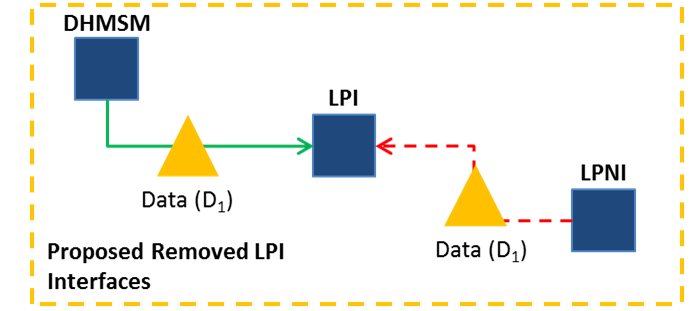 DHMSM
LPI
LPNI
Data (D₁)
Data (D₁)
Proposed Removed LPI
Interfaces